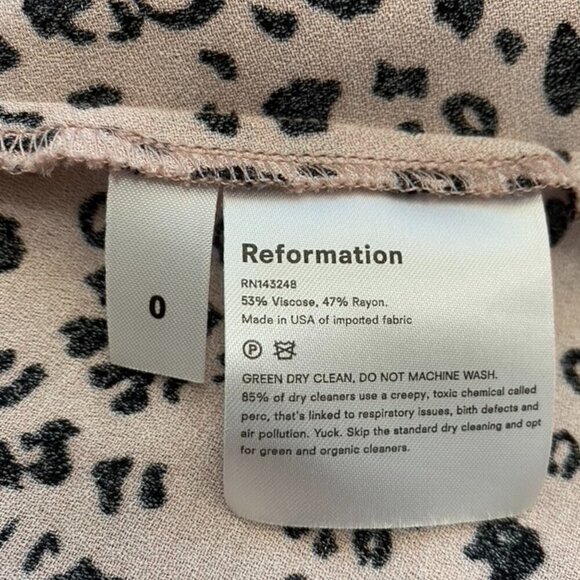 0
Reformation
RN143248
53% Viscose, 47% Rayon.
Made in USA of imported fabric
P
GREEN DRY CLEAN, DO NOT MACHINE WASH.
85% of dry cleaners use a creepy, toxic chemical called
perc, that's linked to respiratory issues, birth defects and
air pollution. Yuck. Skip the standard dry cleaning and opt
for green and organic cleaners.